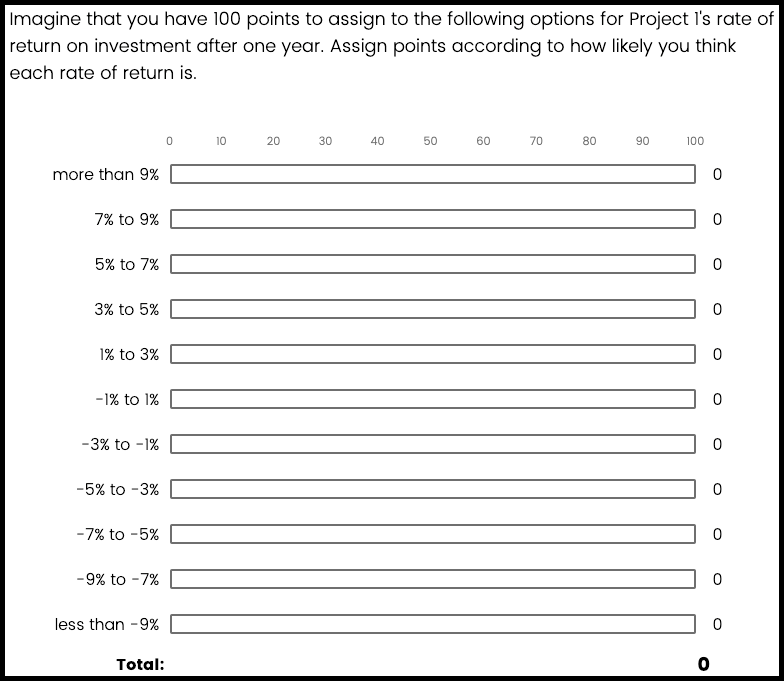 Imagine that you have 100 points to assign to the following options for Project 1's rate of
return on investment after one year. Assign points according to how likely you think
each rate of return is.
0 10 20 30 40 50 60 70 80 90 100
more than 9% 0
7% to 9% 0
5% to 7% 0
3% to 5% 0
1% to 3% 0
-1% to 1% 0
-3% to -1% 0
-5% to -3% 0
-7% to -5% 0
-9% to -7% 0
less than -9% 0
Total: 0